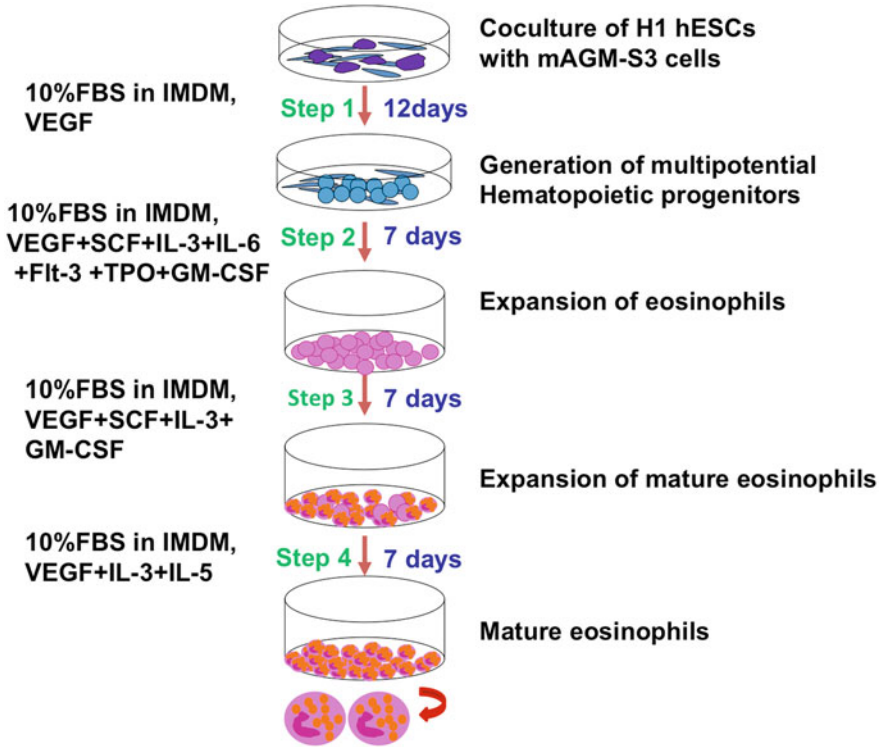 Coculture of H1 hESCs
with mAGM-S3 cells
10%FBS in IMDM,
VEGF
Step 1
12days
Generation of multipotential
Hematopoietic progenitors
10%FBS in IMDM,
VEGF+SCF+IL-3+IL-6
+Flt-3 +TPO+GM-CSF
Step 2
7 days
Expansion of eosinophils
10%FBS in IMDM,
VEGF+SCF+IL-3+
GM-CSF
Step 3
7 days
Expansion of mature eosinophils
10%FBS in IMDM,
VEGF+IL-3+IL-5
Step 4
7 days
Mature eosinophils